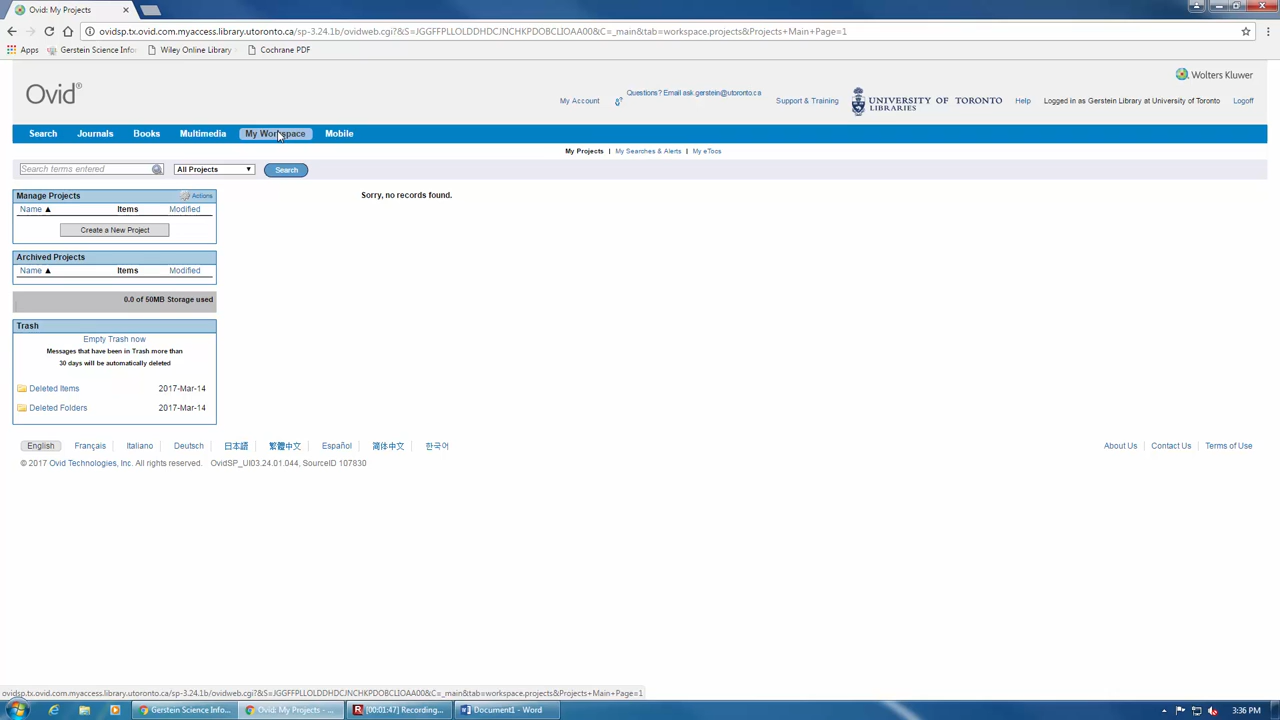 Ovid: My Projects
ovidsp.tx.ovid.com.myaccess.library.utoronto.ca/sp-3.24.1b/ovidweb.cgi?&S=JGGFFPLLOLDDHDCJNCHKPDOBCLIOAA00&C=_main&tab=workspace.projects&Projects+Main+Page=1
Apps Gerstein Science Info Wiley Online Library Cochrane PDF
Wolters Kluwer
Ovid®
My Account Questions? Email ask.gerstein@utoronto.ca Support & Training UNIVERSITY OF TORONTO LIBRARIES Help Logged in as Gerstein Library at University of Toronto Logoff
Search Journals Books Multimedia My Workspace Mobile
My Projects | My Searches & Alerts | My eTocs
Search terms entered All Projects Search
Manage Projects Actions
Sorry, no records found.
Name ▲ Items Modified
Create a New Project
Archived Projects
Name ▲ Items Modified
0.0 of 50MB Storage used
Trash
Empty Trash now
Messages that have been in Trash more than
30 days will be automatically deleted
Deleted Items 2017-Mar-14
Deleted Folders 2017-Mar-14
English Français Italiano Deutsch 日本語 繁體中文 Español 简体中文 한국어
About Us Contact Us Terms of Use
© 2017 Ovid Technologies, Inc. All rights reserved. OvidSP_UI03.24.01.044, SourceID 107830
ovidsp.tx.ovid.com.myaccess.library.utoronto.ca/sp-3.24.1b/ovidweb.cgi?&S=JGGFFPLLOLDDHDCJNCHKPDOBCLIOAA00&C=_main&tab=workspace.projects&Projects+Main+Page=1
Gerstein Science Info... Ovid: My Projects - ... [00:01:47] Recording... Document1 - Word 3:36 PM